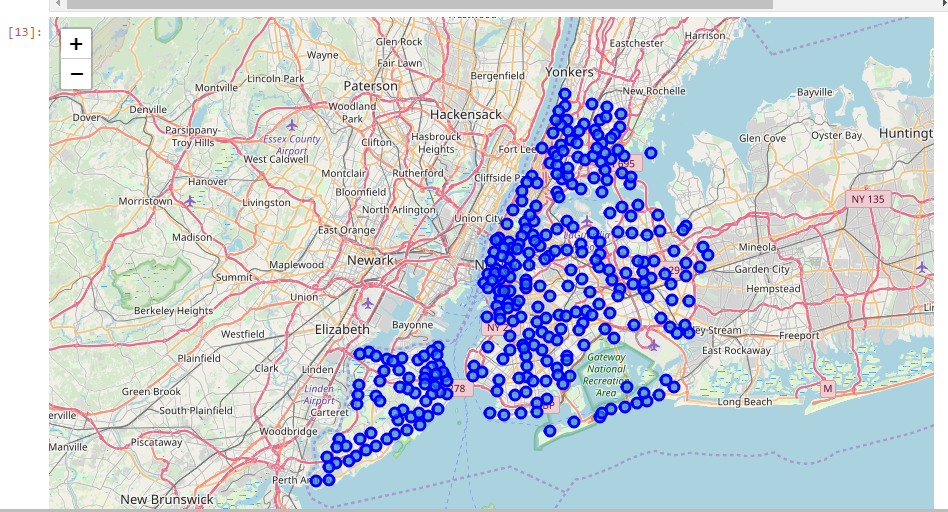 [13]:
+
−
Glen Rock
Eastchester
Harrison
Wayne
Fair Lawn
Yonkers
Lincoln Park
Paterson
Bergenfield
New Rochelle
Montville
Bayville
Dover
Denville
Woodland
Park
Hackensack
Glen Cove
Oyster Bay
Huntingt
Parsippany-
Troy Hills
Essex County
Airport
Clifton
Hasbrouck
Heights
Fort Lee
West Caldwell
695
Hanover
Montclair
Rutherford
Cliffside P
Morristown
Livingston
Bloomfield
North Arlington
NY 135
Union City
East Orange
Madison
Mineola
Maplewood
Newark
N
Garden City
Summit
Hempstead
Union
Berkeley Heights
Elizabeth
Bayonne
NY 2
ey Stream
Freeport
Westfield
East Rockaway
Plainfield
Clark
Linden
Gateway
National
Recreation
Area
Green Brook
Linden
Airport
278
M
South Plainfield
Carteret
Long Beach
erville
Woodbridge
Manville
Piscataway
Perth Am
New Brunswick